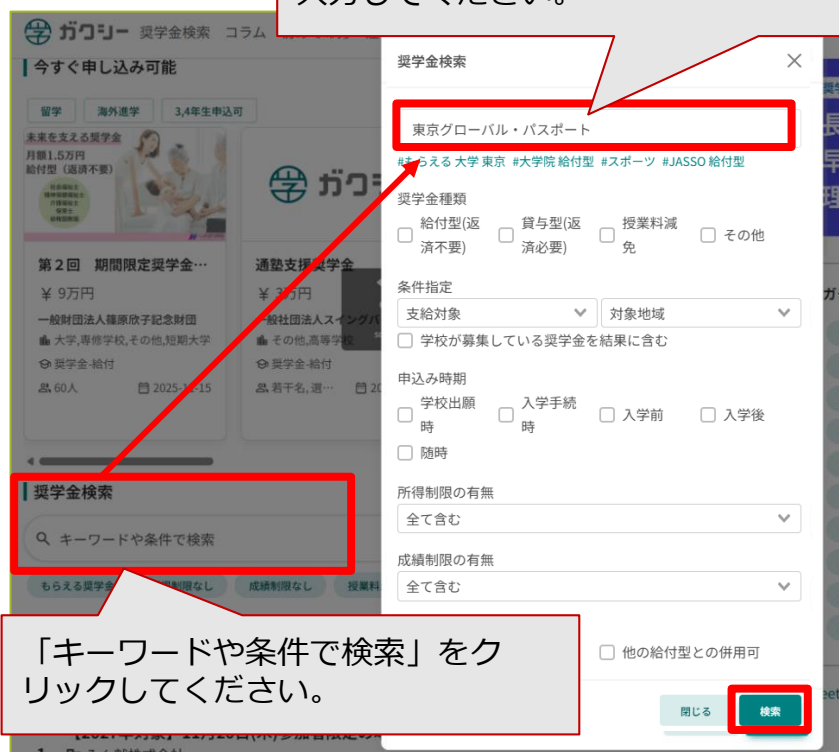 入力してください。
ガクシー 奨学金検索 コラム
今すぐ申し込み可能
留学 海外進学 3,4年生申込可
未来を支える奨学金
月額1.5万円
給付型（返済不要）
ガクシ
第２回 期間限定奨学金…
¥ 9万円
一般財団法人篠原欣子記念財団
大学,専修学校,その他,短期大学
奨学金-給付
60人 2025-11-15
通塾支援奨学金
¥ 3万円
一般社団法人スイングバ
その他,高等学校
奨学金-給付
若干名, 選… 20
奨学金検索
キーワードや条件で検索
もらえる奨学金 成績制限なし 授業料
「キーワードや条件で検索」をク
リックしてください。
奨学金検索
東京グローバル・パスポート
#もらえる 大学 東京 #大学院 給付型 #スポーツ #JASSO 給付型
奨学金種類
給付型(返済不要) 貸与型(返済必要) 授業料減免 その他
条件指定
支給対象 対象地域
学校が募集している奨学金を結果に含む
申込み時期
学校出願時 入学手続時 入学前 入学後
随時
所得制限の有無
全て含む
成績制限の有無
全て含む
他の給付型との併用可
閉じる 検索